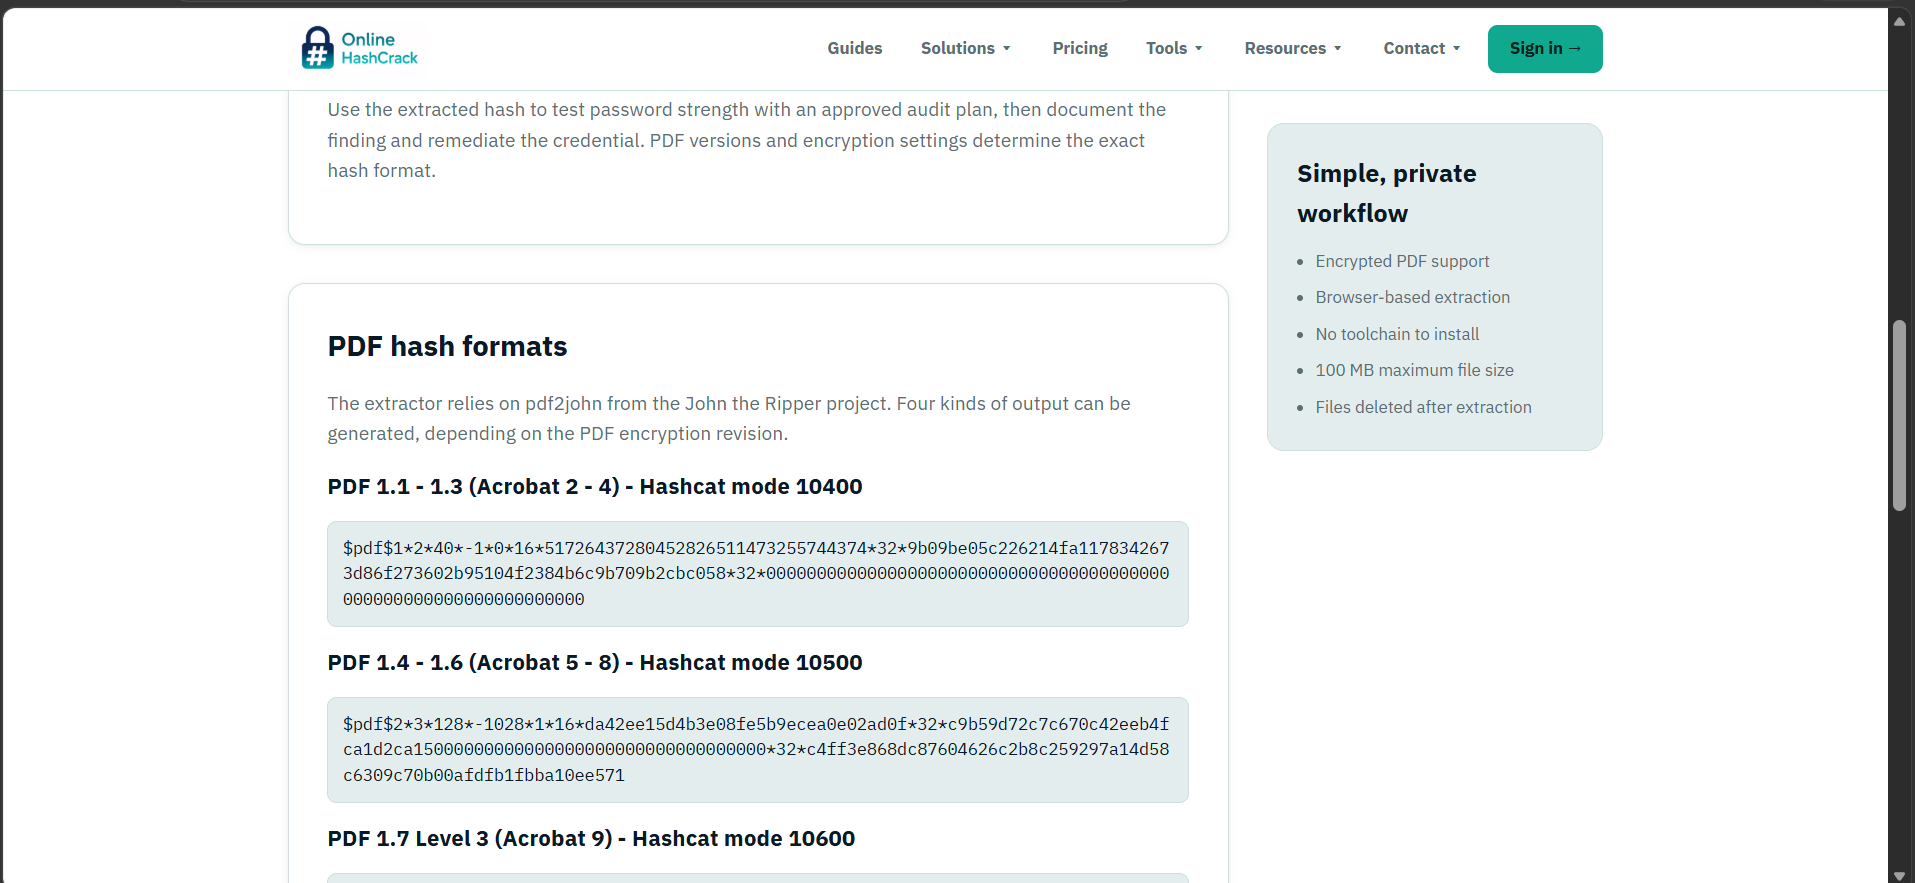 Online
HashCrack
Guides
Solutions
Pricing
Tools
Resources
Contact
Sign in →
Use the extracted hash to test password strength with an approved audit plan, then document the
finding and remediate the credential. PDF versions and encryption settings determine the exact
hash format.
PDF hash formats
The extractor relies on pdf2john from the John the Ripper project. Four kinds of output can be
generated, depending on the PDF encryption revision.
PDF 1.1 - 1.3 (Acrobat 2 - 4) - Hashcat mode 10400
$pdf$1*2*40*-1*0*16*51726437280452826511473255744374*32*9b09be05c226214fa117834267
3d86f273602b95104f2384b6c9b709b2cbc058*32*0000000000000000000000000000000000000000
000000000000000000000000
PDF 1.4 - 1.6 (Acrobat 5 - 8) - Hashcat mode 10500
$pdf$2*3*128*-1028*1*16*da42ee15d4b3e08fe5b9ecea0e02ad0f*32*c9b59d72c7c670c42eeb4f
ca1d2ca15000000000000000000000000000000000*32*c4ff3e868dc87604626c2b8c259297a14d58
c6309c70b00afdfb1fbba10ee571
PDF 1.7 Level 3 (Acrobat 9) - Hashcat mode 10600
Simple, private
workflow
• Encrypted PDF support
• Browser-based extraction
• No toolchain to install
• 100 MB maximum file size
• Files deleted after extraction